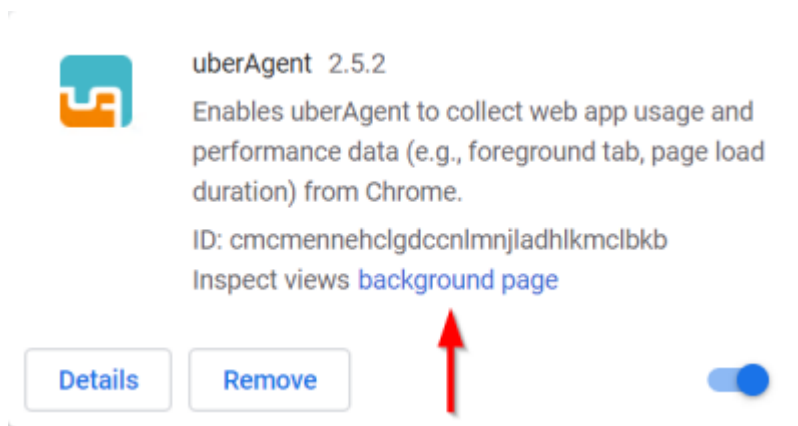 uberAgent 2.5.2
Enables uberAgent to collect web app usage and
performance data (e.g., foreground tab, page load
duration) from Chrome.
ID: cmcmennehclgdccnlmnjladhlkmclbkb
Inspect views background page
Details Remove